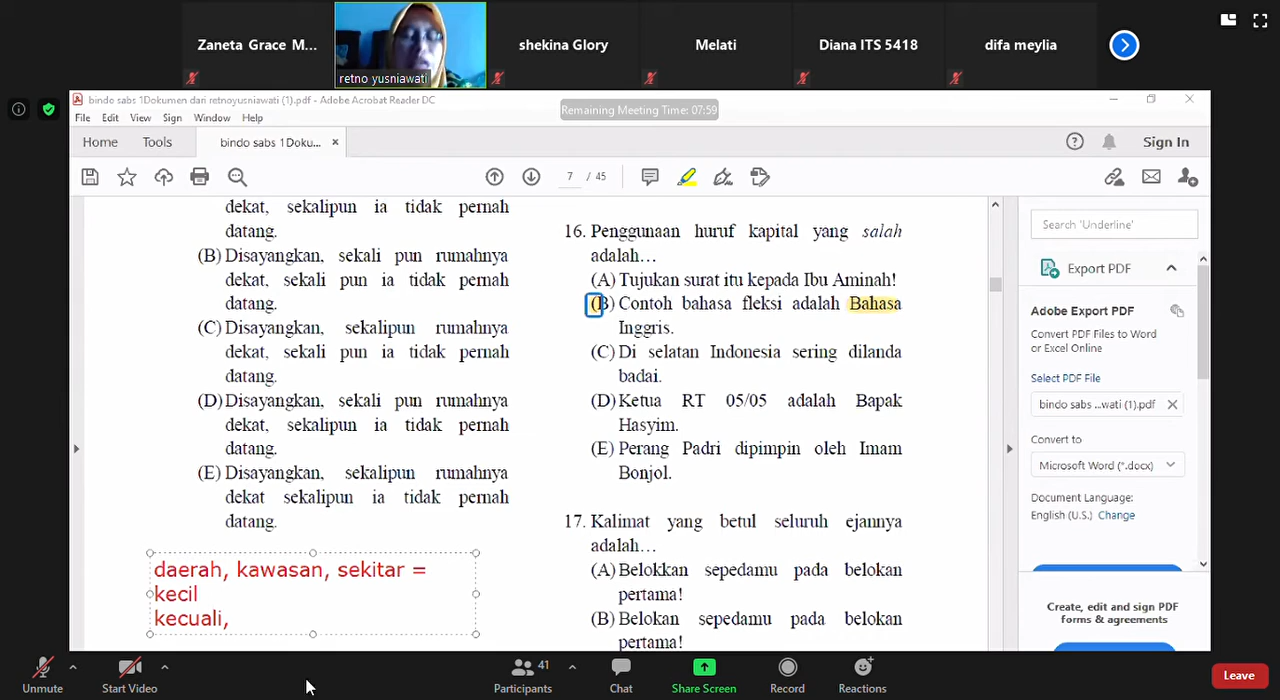 Zaneta Grace M...
retno yusniawati
shekina Glory
Melati
Diana ITS 5418
difa meylia
bindo sabs 1Dokumen dari retnoyusniawati (1).pdf - Adobe Acrobat Reader DC
Remaining Meeting Time: 07:59
File Edit View Sign Window Help
Home Tools bindo sabs 1Doku... × Sign In
7 / 45
dekat, sekalipun ia tidak pernah
datang.
(B) Disayangkan, sekali pun rumahnya
dekat, sekali pun ia tidak pernah
datang.
(C) Disayangkan, sekalipun rumahnya
dekat, sekali pun ia tidak pernah
datang.
(D) Disayangkan, sekali pun rumahnya
dekat, sekalipun ia tidak pernah
datang.
(E) Disayangkan, sekalipun rumahnya
dekat sekalipun ia tidak pernah
datang.
daerah, kawasan, sekitar =
kecil
kecuali,
16. Penggunaan huruf kapital yang salah
adalah...
(A) Tujukan surat itu kepada Ibu Aminah!
(B) Contoh bahasa fleksi adalah Bahasa
Inggris.
(C) Di selatan Indonesia sering dilanda
badai.
(D) Ketua RT 05/05 adalah Bapak
Hasyim.
(E) Perang Padri dipimpin oleh Imam
Bonjol.
17. Kalimat yang betul seluruh ejannya
adalah...
(A) Belokkan sepedamu pada belokan
pertama!
(B) Belokan sepedamu pada belokan
pertama!
Search 'Underline'
Export PDF
Adobe Export PDF
Convert PDF Files to Word
or Excel Online
Select PDF File
bindo sabs ...wati (1).pdf
Convert to
Microsoft Word (*.docx)
Document Language:
English (U.S.) Change
Create, edit and sign PDF
forms & agreements
Unmute
Start Video
Participants 41
Chat
Share Screen
Record
Reactions
Leave